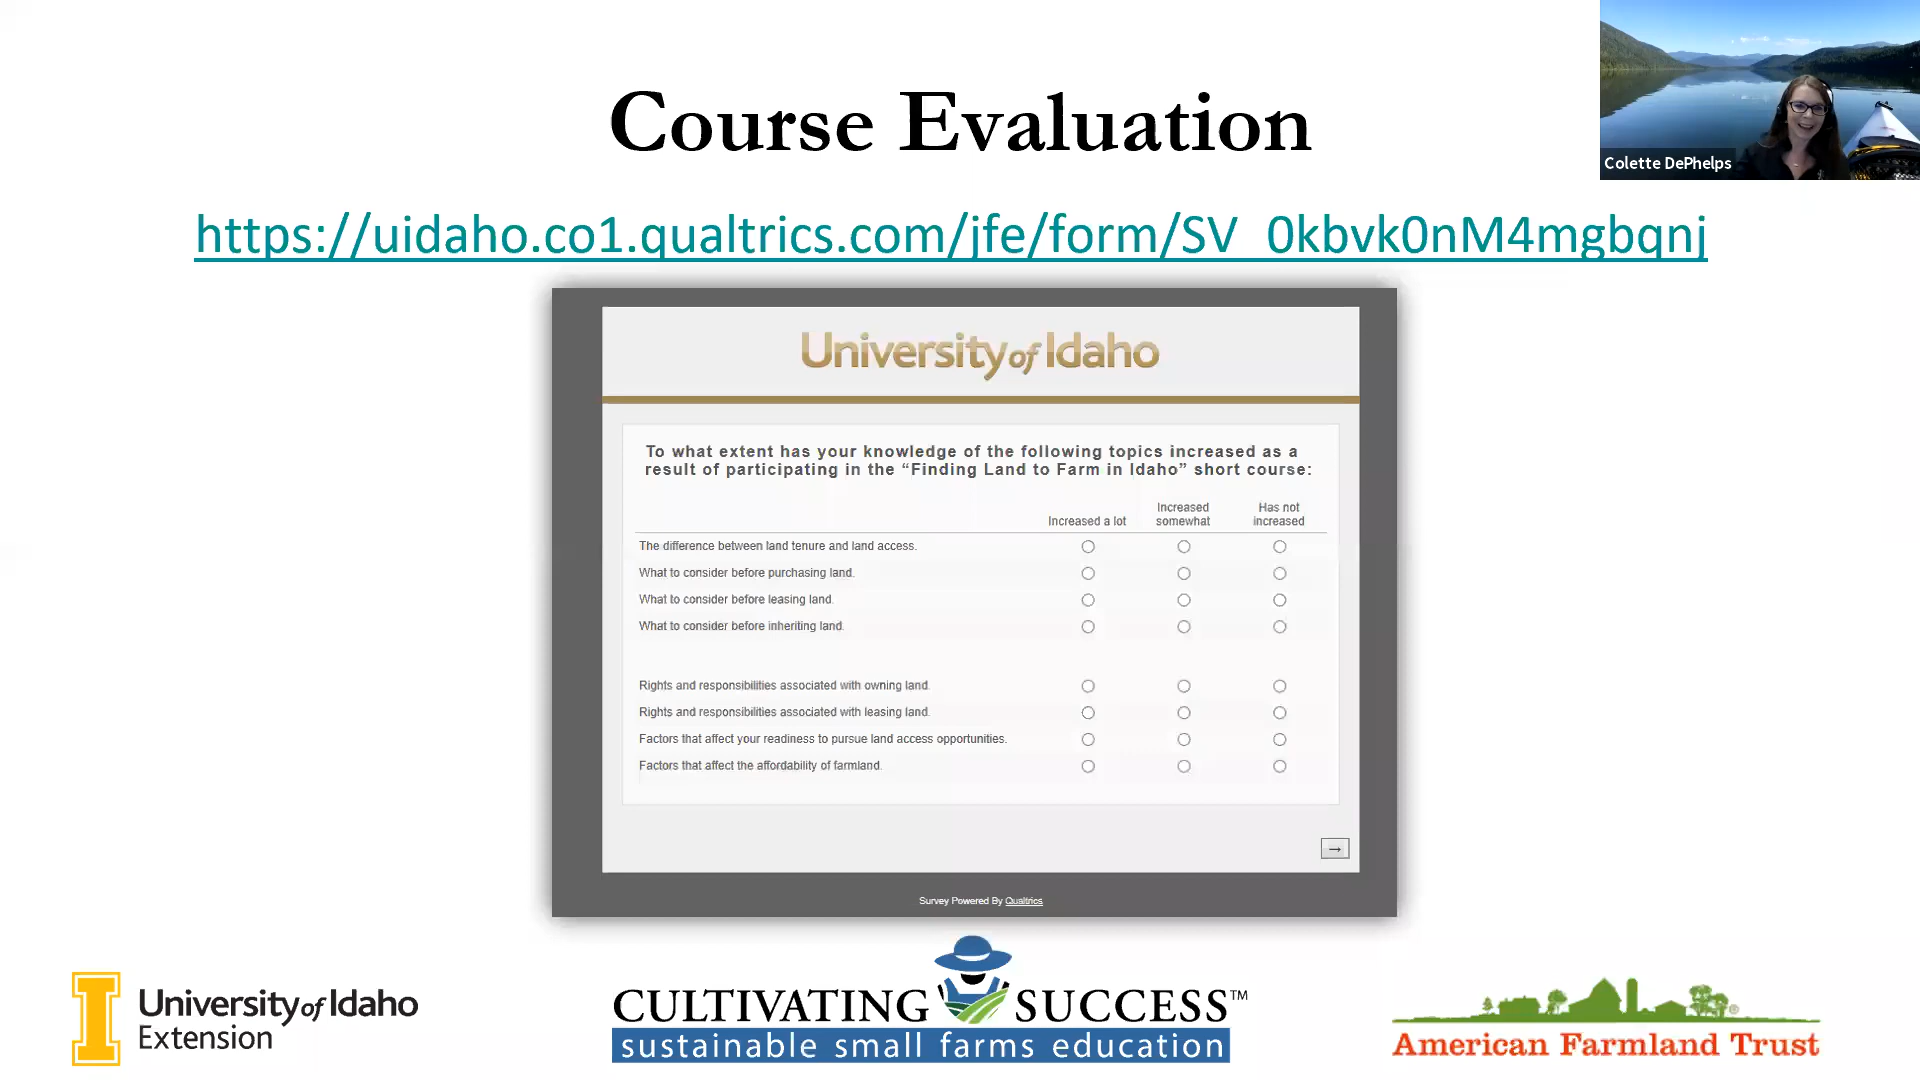 Course Evaluation
Colette DePhelps
https://uidaho.co1.qualtrics.com/jfe/form/SV_0kbvk0nM4mgbqnj
University of Idaho
To what extent has your knowledge of the following topics increased as a
result of participating in the “Finding Land to Farm in Idaho” short course:
Increased a lot
Increased
somewhat
Has not
increased
The difference between land tenure and land access.
What to consider before purchasing land.
What to consider before leasing land.
What to consider before inheriting land.
Rights and responsibilities associated with owning land.
Rights and responsibilities associated with leasing land.
Factors that affect your readiness to pursue land access opportunities.
Factors that affect the affordability of farmland.
→
Survey Powered By Qualtrics
I
University of Idaho
Extension
CULTIVATING SUCCESS™
sustainable small farms education
American Farmland Trust